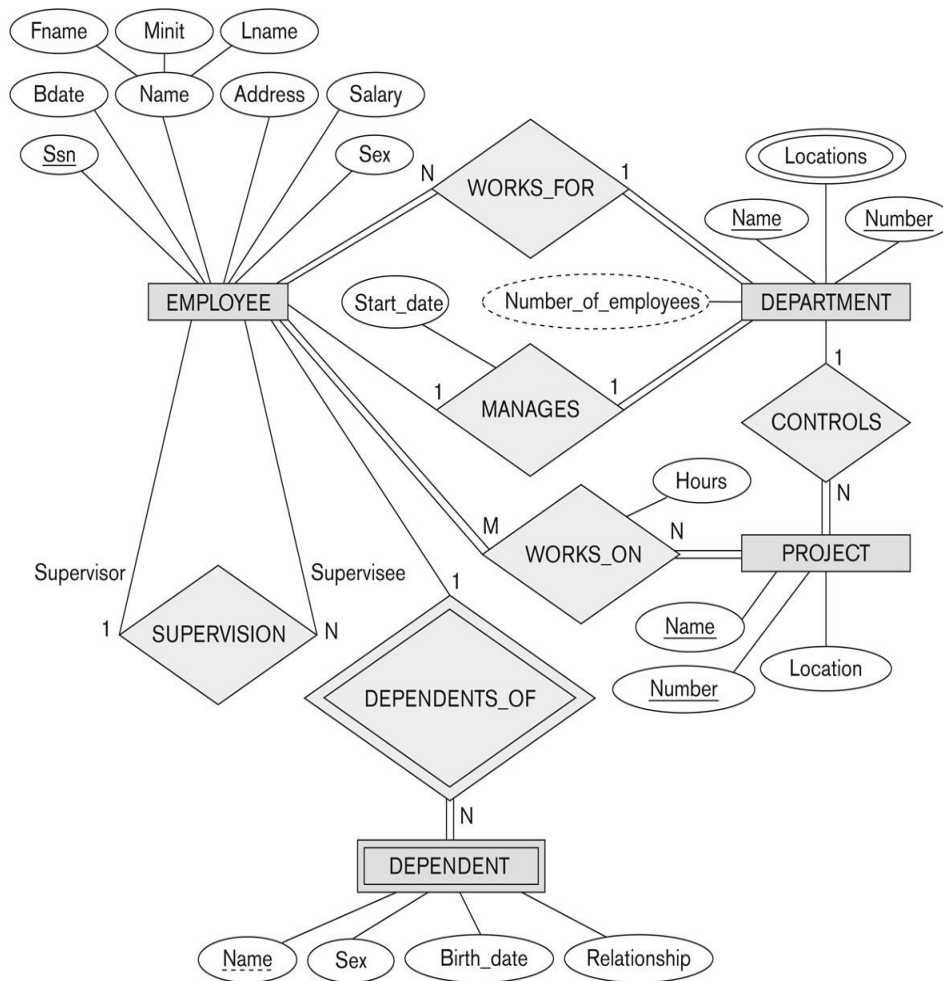 Fname
Minit
Lname
Bdate
Name
Address
Salary
Ssn
Sex
N
WORKS_FOR
1
Locations
Name
Number
EMPLOYEE
Start_date
Number_of_employees
DEPARTMENT
1
MANAGES
1
1
CONTROLS
N
Hours
M
WORKS_ON
N
PROJECT
Supervisor
Supervisee
1
SUPERVISION
N
1
Name
Number
Location
DEPENDENTS_OF
N
DEPENDENT
Name
Sex
Birth_date
Relationship